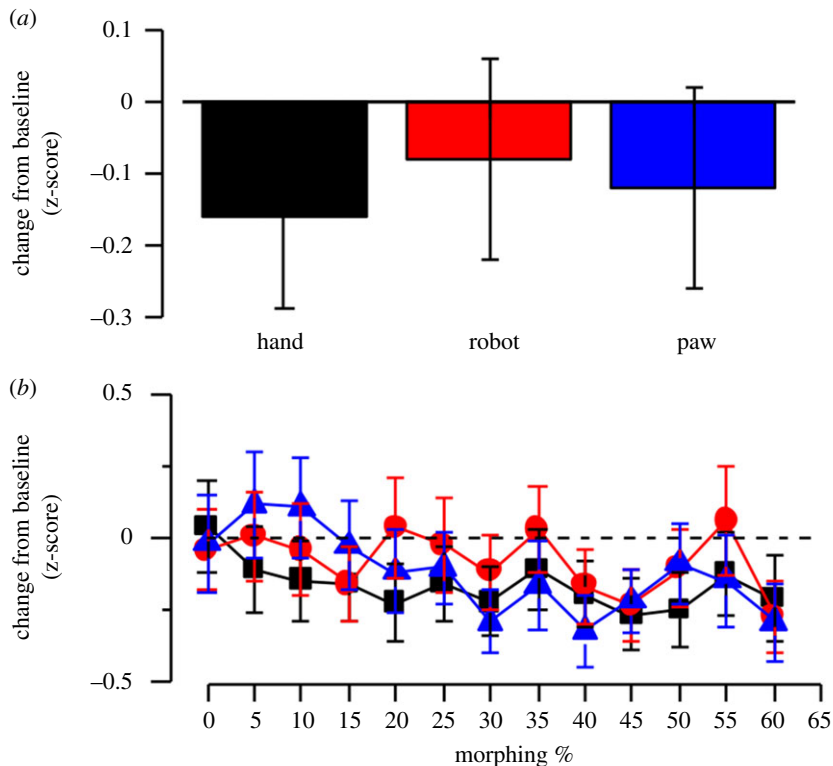 (a)
0.1
0
–0.1
–0.2
–0.3
change from baseline
(z-score)
hand robot paw
(b)
0.5
0
–0.5
change from baseline
(z-score)
0 5 10 15 20 25 30 35 40 45 50 55 60 65
morphing %